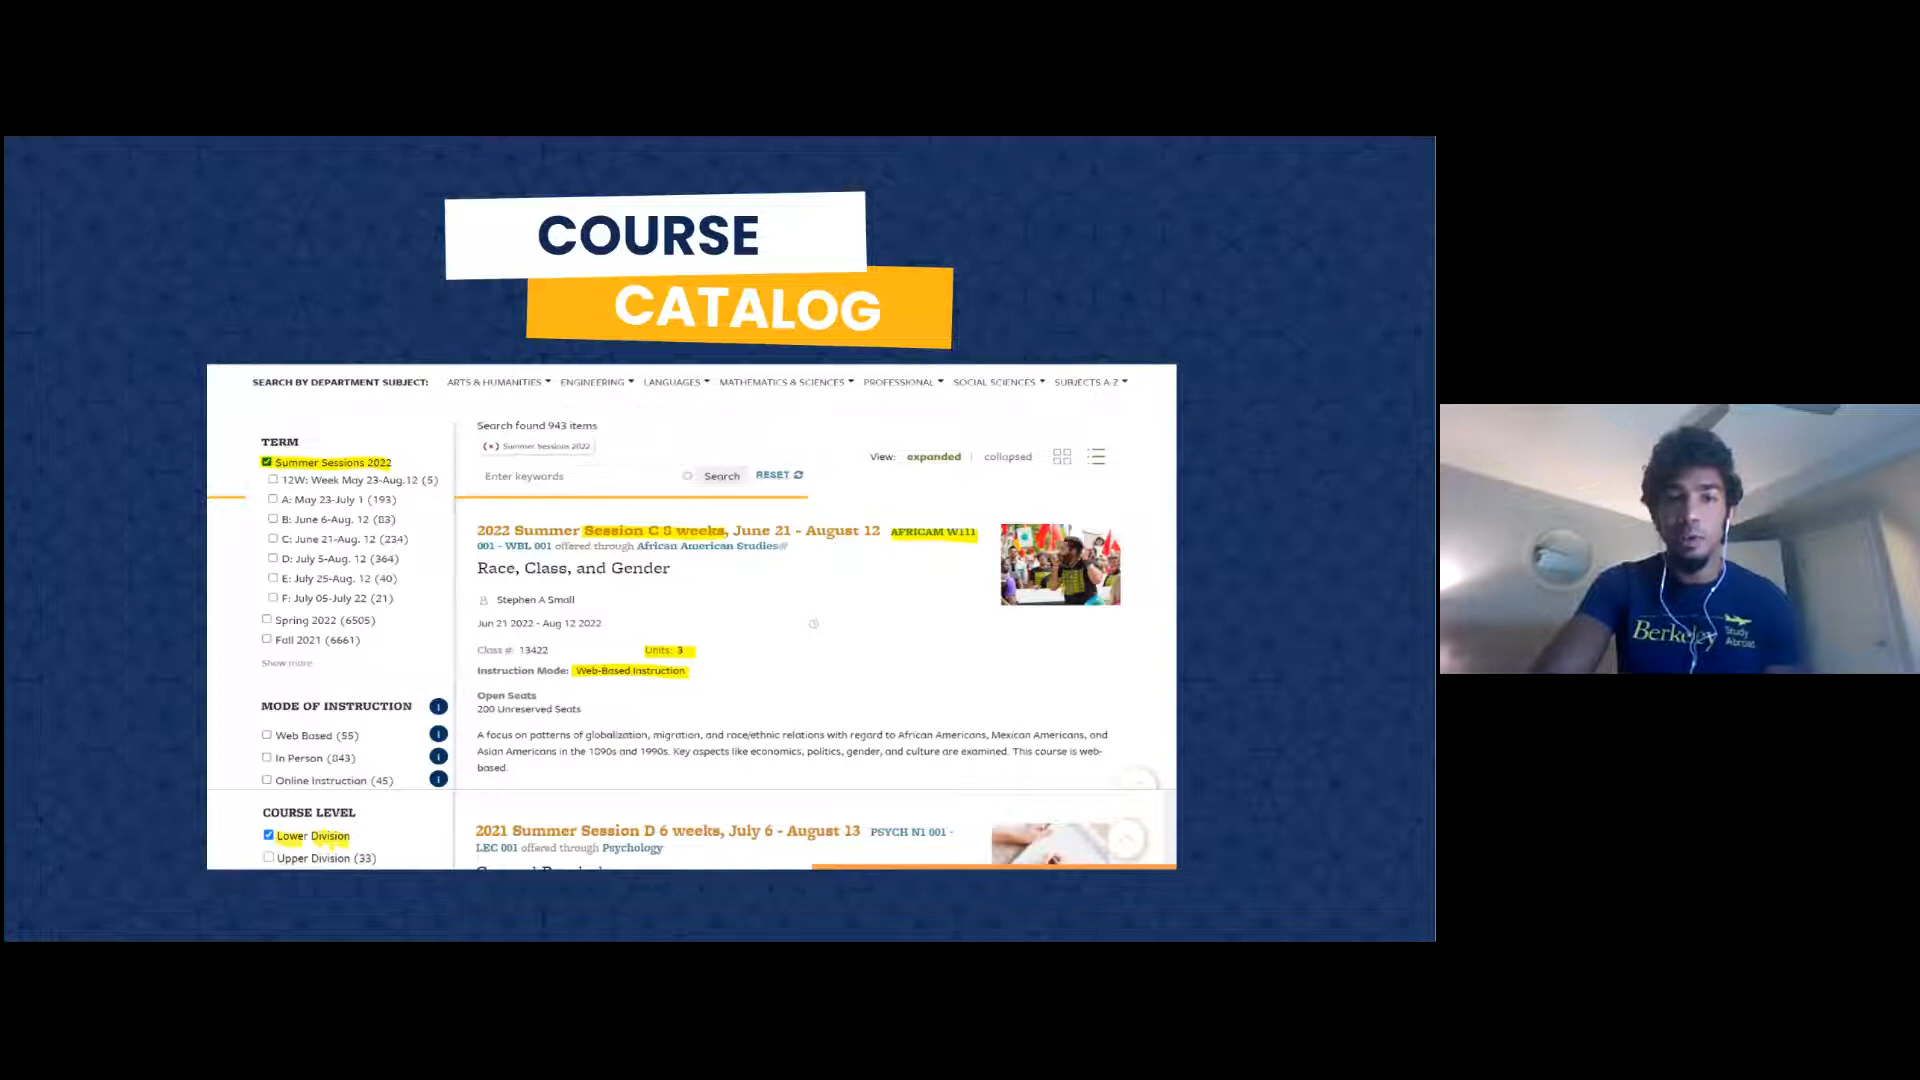 COURSE
CATALOG
SEARCH BY DEPARTMENT SUBJECT: ARTS & HUMANITIES ENGINEERING LANGUAGES MATHEMATICS & SCIENCES PROFESSIONAL SOCIAL SCIENCES SUBJECTS A-Z
TERM
Summer Sessions 2022
12W: Week May 23-Aug.12 (5)
A: May 23-July 1 (193)
B: June 6-Aug. 12 (83)
C: June 21-Aug. 12 (234)
D: July 5-Aug. 12 (364)
E: July 25-Aug. 12 (40)
F: July 05-July 22 (21)
Spring 2022 (6505)
Fall 2021 (6661)
Show more
MODE OF INSTRUCTION
Web Based (55)
In Person (843)
Online Instruction (45)
COURSE LEVEL
Lower Division
Upper Division (33)
Search found 943 items
(×) Summer Sessions 2022
Enter keywords Search RESET
View: expanded | collapsed
2022 Summer Session C 8 weeks, June 21 - August 12 AFRICAM W111
001 - WBL 001 offered through African American Studies
Race, Class, and Gender
Stephen A Small
Jun 21 2022 - Aug 12 2022
Class #: 13422 Units: 3
Instruction Mode: Web-Based Instruction
Open Seats
200 Unreserved Seats
A focus on patterns of globalization, migration, and race/ethnic relations with regard to African Americans, Mexican Americans, and
Asian Americans in the 1890s and 1990s. Key aspects like economics, politics, gender, and culture are examined. This course is web-
based.
2021 Summer Session D 6 weeks, July 6 - August 13 PSYCH N1 001 -
LEC 001 offered through Psychology
Berkeley Study
Abroad